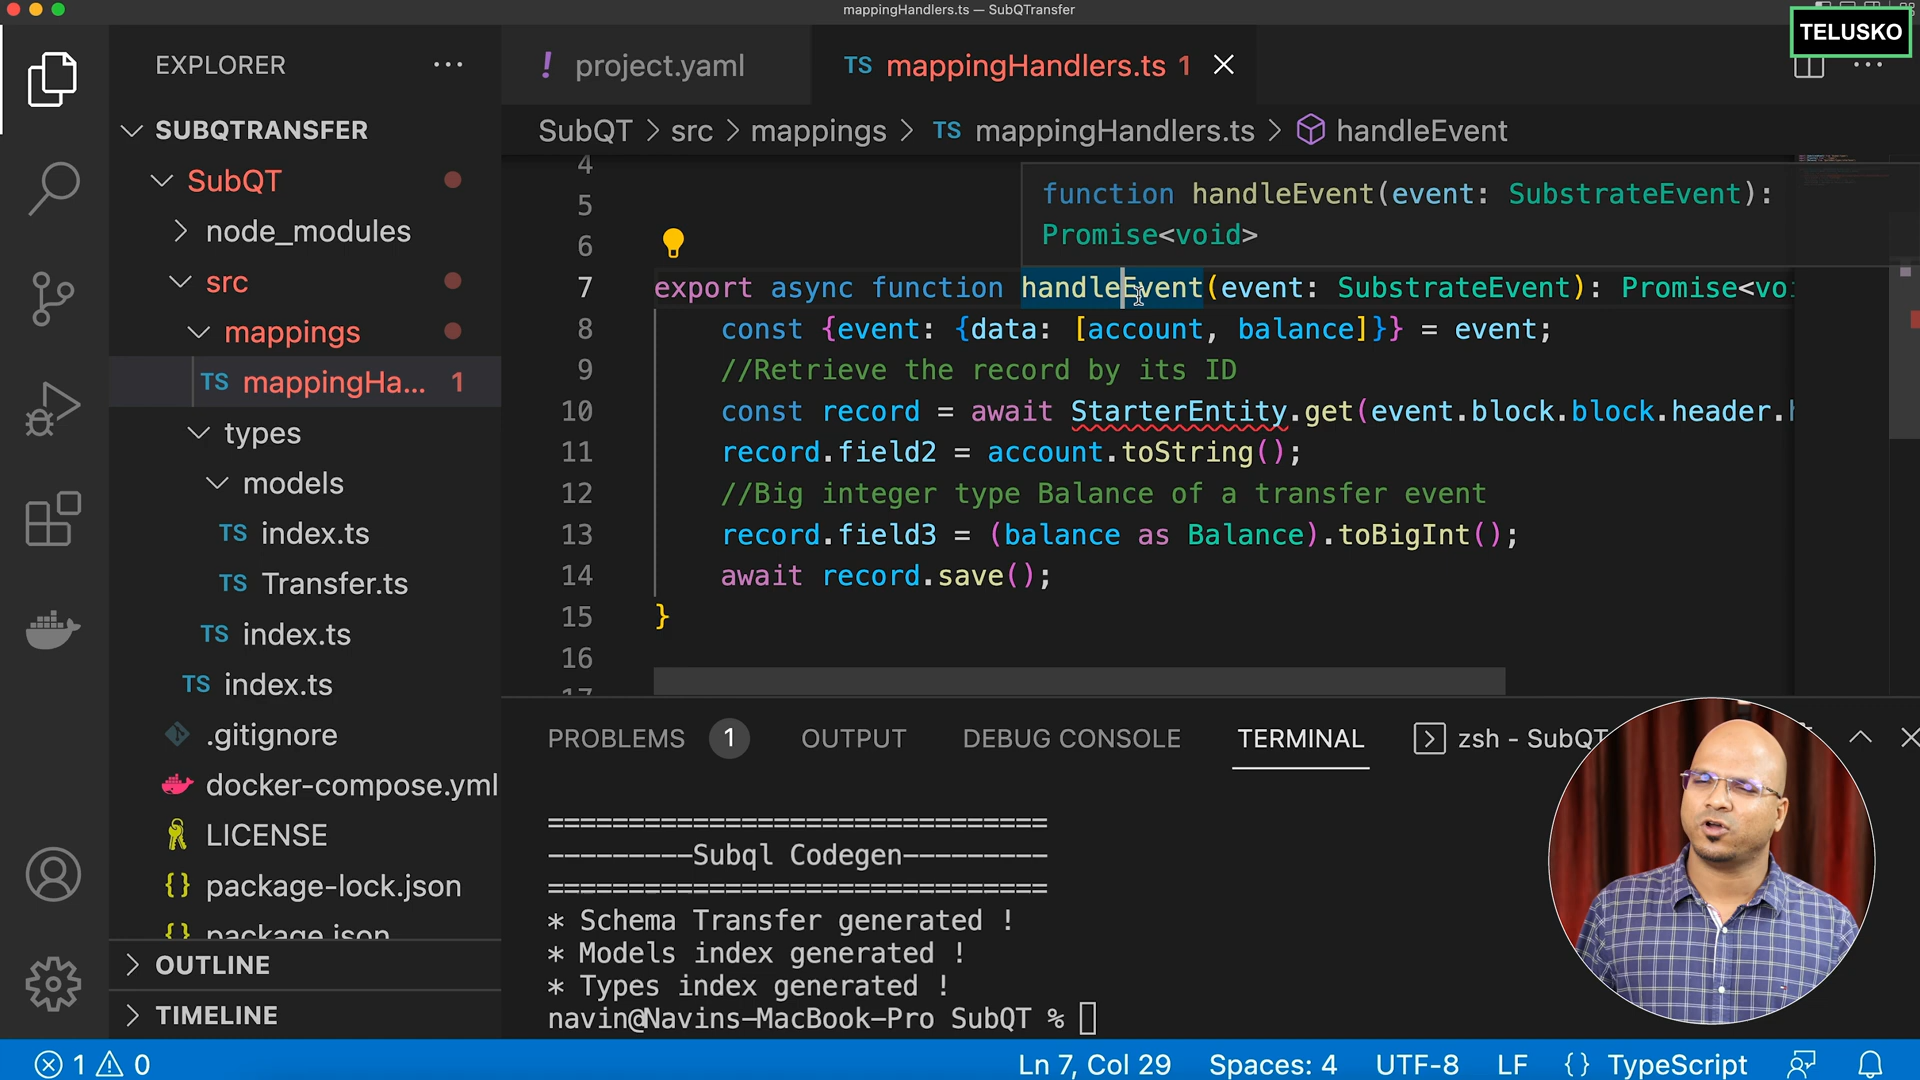 mappingHandlers.ts — SubQTransfer
TELUSKO
EXPLORER
project.yaml
TS mappingHandlers.ts 1
SUBQTRANSFER
SubQT > src > mappings > TS mappingHandlers.ts > handleEvent
SubQT
node_modules
src
mappings
TS mappingHa... 1
types
models
TS index.ts
TS Transfer.ts
TS index.ts
TS index.ts
.gitignore
docker-compose.yml
LICENSE
package-lock.json
package.json
OUTLINE
TIMELINE
function handleEvent(event: SubstrateEvent):
Promise<void>
4
5
6
7 export async function handleEvent(event: SubstrateEvent): Promise<voi
8 const {event: {data: [account, balance]}} = event;
9 //Retrieve the record by its ID
10 const record = await StarterEntity.get(event.block.block.header.h
11 record.field2 = account.toString();
12 //Big integer type Balance of a transfer event
13 record.field3 = (balance as Balance).toBigInt();
14 await record.save();
15 }
16
17
PROBLEMS 1 OUTPUT DEBUG CONSOLE TERMINAL zsh - SubQT
==============================
---------Subql Codegen---------
==============================
* Schema Transfer generated !
* Models index generated !
* Types index generated !
navin@Navins-MacBook-Pro SubQT %
1 0
Ln 7, Col 29 Spaces: 4 UTF-8 LF {} TypeScript